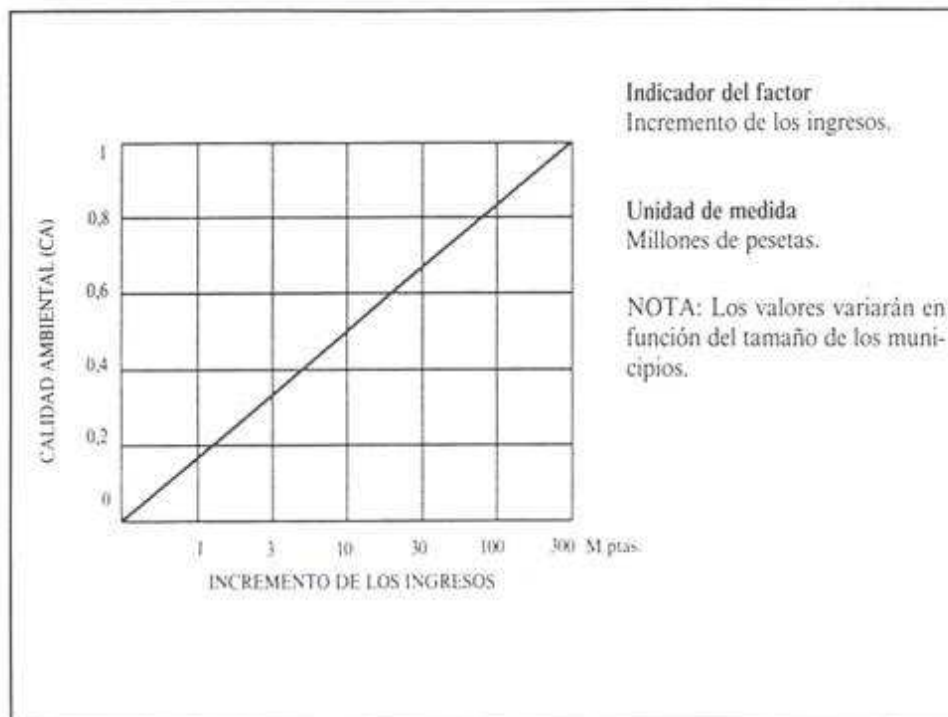 Indicador del factor
Incremento de los ingresos.
Unidad de medida
Millones de pesetas.
NOTA: Los valores variarán en
función del tamaño de los muni-
cipios.
CALIDAD AMBIENTAL (CA)
1
0,8
0,6
0,4
0,2
0
1 3 10 30 100 300 M ptas.
INCREMENTO DE LOS INGRESOS